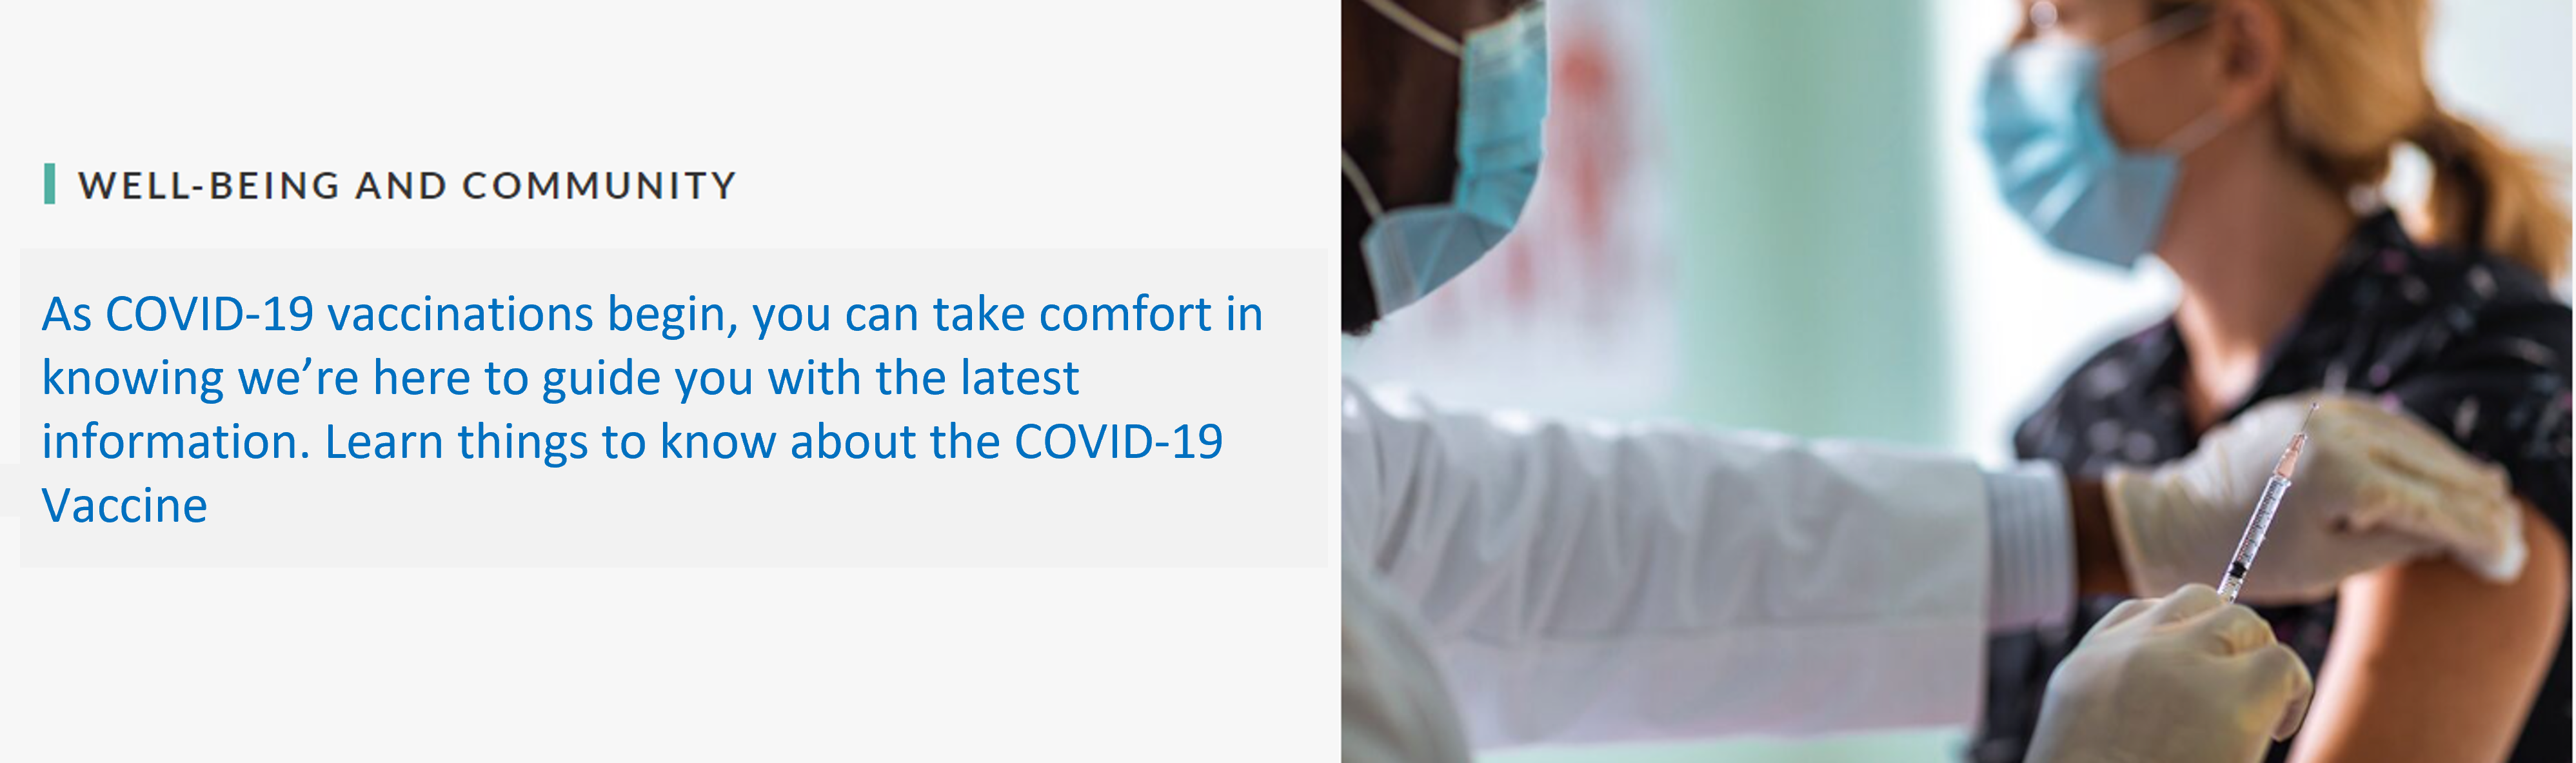 WELL-BEING AND COMMUNITY
As COVID-19 vaccinations begin, you can take comfort in
knowing we’re here to guide you with the latest
information. Learn things to know about the COVID-19
Vaccine